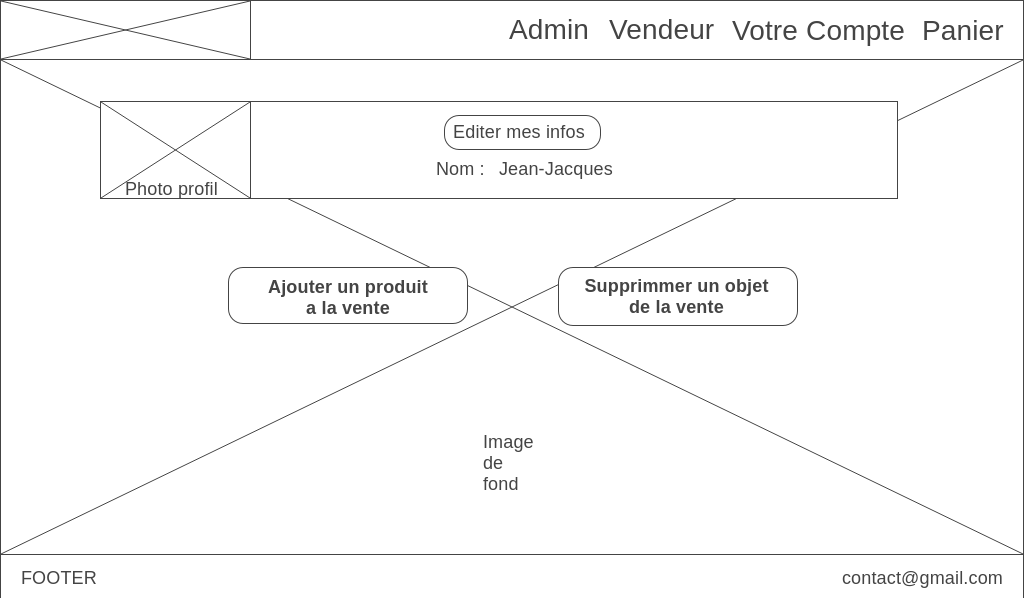 Admin Vendeur Votre Compte Panier
Editer mes infos
Nom : Jean-Jacques
Photo profil
Ajouter un produit
a la vente
Supprimmer un objet
de la vente
Image
de
fond
FOOTER
contact@gmail.com